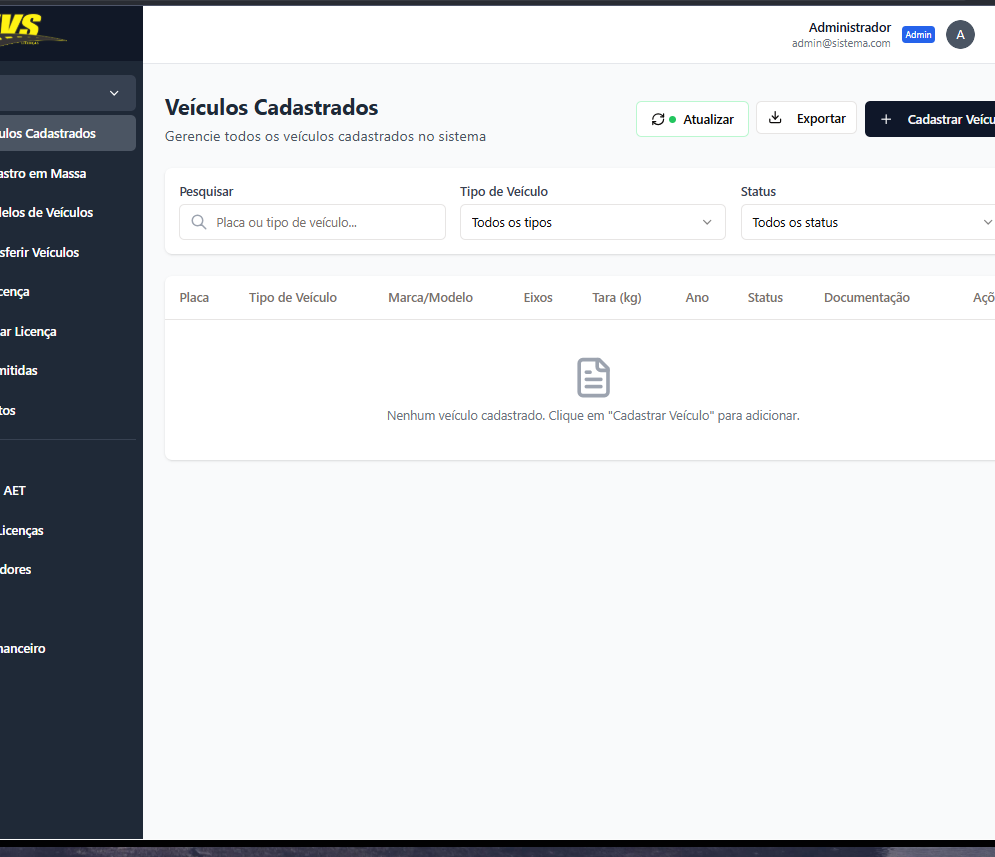 VS
Administrador
admin@sistema.com
Admin
A
ulos Cadastrados
astro em Massa
delos de Veículos
sferir Veículos
cença
ar Licença
mitidas
tos
AET
Licenças
dores
nanceiro
Veículos Cadastrados
Gerencie todos os veículos cadastrados no sistema
Atualizar
Exportar
Cadastrar Veícu
Pesquisar
Tipo de Veículo
Status
Placa ou tipo de veículo...
Todos os tipos
Todos os status
Placa Tipo de Veículo Marca/Modelo Eixos Tara (kg) Ano Status Documentação Açõ
Nenhum veículo cadastrado. Clique em "Cadastrar Veículo" para adicionar.